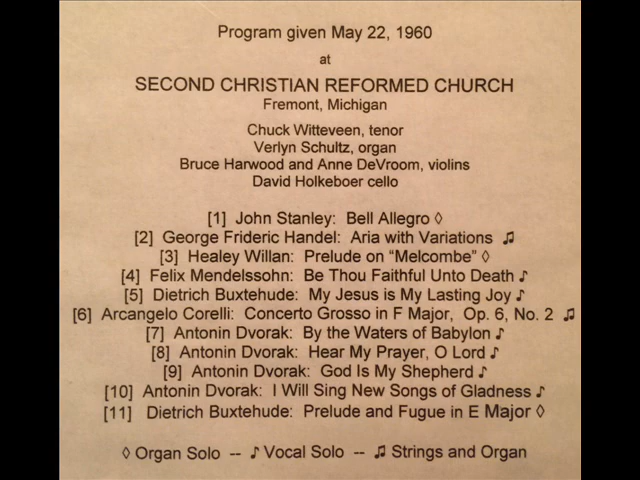 Program given May 22, 1960
at
SECOND CHRISTIAN REFORMED CHURCH
Fremont, Michigan
Chuck Witteveen, tenor
Verlyn Schultz, organ
Bruce Harwood and Anne DeVroom, violins
David Holkeboer cello
[1] John Stanley: Bell Allegro ◊
[2] George Frideric Handel: Aria with Variations ♫
[3] Healey Willan: Prelude on “Melcombe” ◊
[4] Felix Mendelssohn: Be Thou Faithful Unto Death ♪
[5] Dietrich Buxtehude: My Jesus is My Lasting Joy ♪
[6] Arcangelo Corelli: Concerto Grosso in F Major, Op. 6, No. 2 ♫
[7] Antonin Dvorak: By the Waters of Babylon ♪
[8] Antonin Dvorak: Hear My Prayer, O Lord ♪
[9] Antonin Dvorak: God Is My Shepherd ♪
[10] Antonin Dvorak: I Will Sing New Songs of Gladness ♪
[11] Dietrich Buxtehude: Prelude and Fugue in E Major ◊
◊ Organ Solo -- ♪ Vocal Solo -- ♫ Strings and Organ